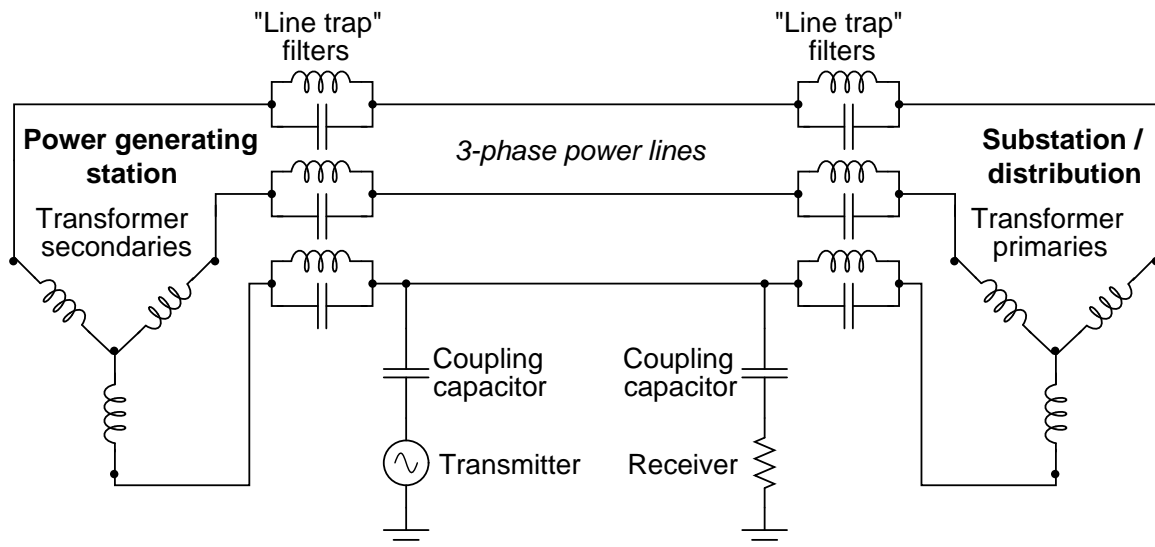 "Line trap"
filters
"Line trap"
filters
Power generating
station
3-phase power lines
Substation /
distribution
Transformer
secondaries
Transformer
primaries
Coupling
capacitor
Coupling
capacitor
Transmitter
Receiver